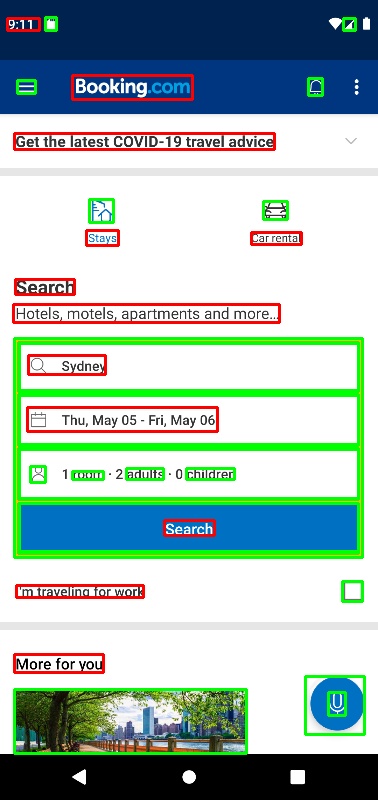 9:11
Booking.com
Get the latest COVID-19 travel advice
Stays
Car rental
Search
Hotels, motels, apartments and more…
Sydney
Thu, May 05 - Fri, May 06
1 room · 2 adults · 0 children
Search
I'm traveling for work
More for you